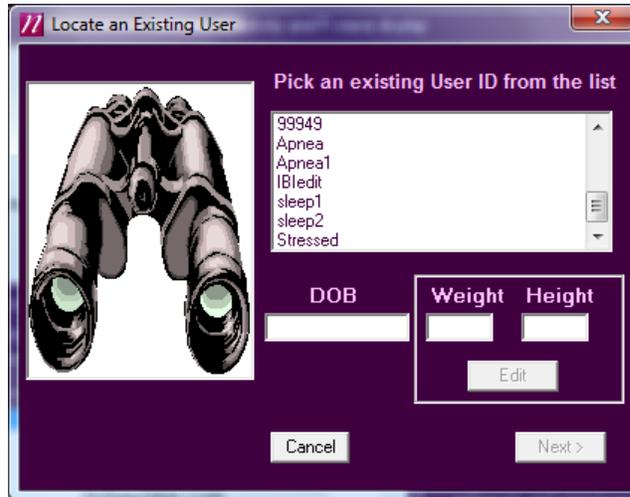 Locate an Existing User
Pick an existing User ID from the list
99949
Apnea
Apnea1
IBIedit
sleep1
sleep2
Stressed
DOB
Weight Height
Edit
Cancel
Next >